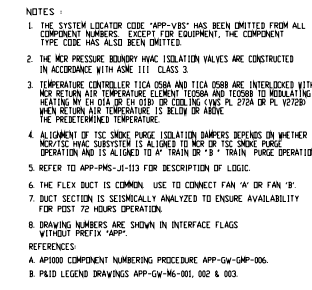 NOTES :
1. THE SYSTEM LOCATOR CODE "APP-VBS" HAS BEEN OMITTED FROM ALL
COMPONENT NUMBERS. EXCEPT FOR EQUIPMENT, THE COMPONENT
TYPE CODE HAS ALSO BEEN OMITTED.
2. THE MCR PRESSURE BOUNDRY HVAC ISOLATION VALVES ARE CONSTRUCTED
IN ACCORDANCE WITH ASME III CLASS 3.
3. TEMPERATURE CONTROLLER TICA 058A AND TICA 058B ARE INTERLOCKED WITH
MCR RETURN AIR TEMPERATURE ELEMENT TE058A AND TE058B TO MODULATING
HEATING MY EH 01A OR EH 01B) OR COOLING (VWS PL 272A OR PL V272B)
WHEN RETURN AIR TEMPERATURE IS BELOW OR ABOVE
THE PREDETERMINED TEMPERATURE.
4. ALIGNMENT OF TSC SMOKE PURGE ISOLATION DAMPERS DEPENDS ON WHETHER
MCR/TSC HVAC SUBSYSTEM IS ALIGNED TO MCR OR TSC SMOKE PURGE
OPERATION AND IS ALIGNED TO A" TRAIN OR "B " TRAIN PURGE OPERATIO
5. REFER TO APP-PMS-J1-113 FOR DESCRIPTION OF LOGIC.
6. THE FLEX DUCT IS COMMON. USE TO CONNECT FAN 'A' OR FAN 'B'.
7. DUCT SECTION IS SEISMICALLY ANALYZED TO ENSURE AVAILABILITY
FOR POST 72 HOURS OPERATION.
8. DRAWING NUMBERS ARE SHOWN IN INTERFACE FLAGS
WITHOUT PREFIX "APP".
REFERENCES:
A. AP1000 COMPONENT NUMBERING PROCEDURE APP-GW-GMP-006.
B. P&ID LEGEND DRAWINGS APP-GW-M6-001, 002 & 003.